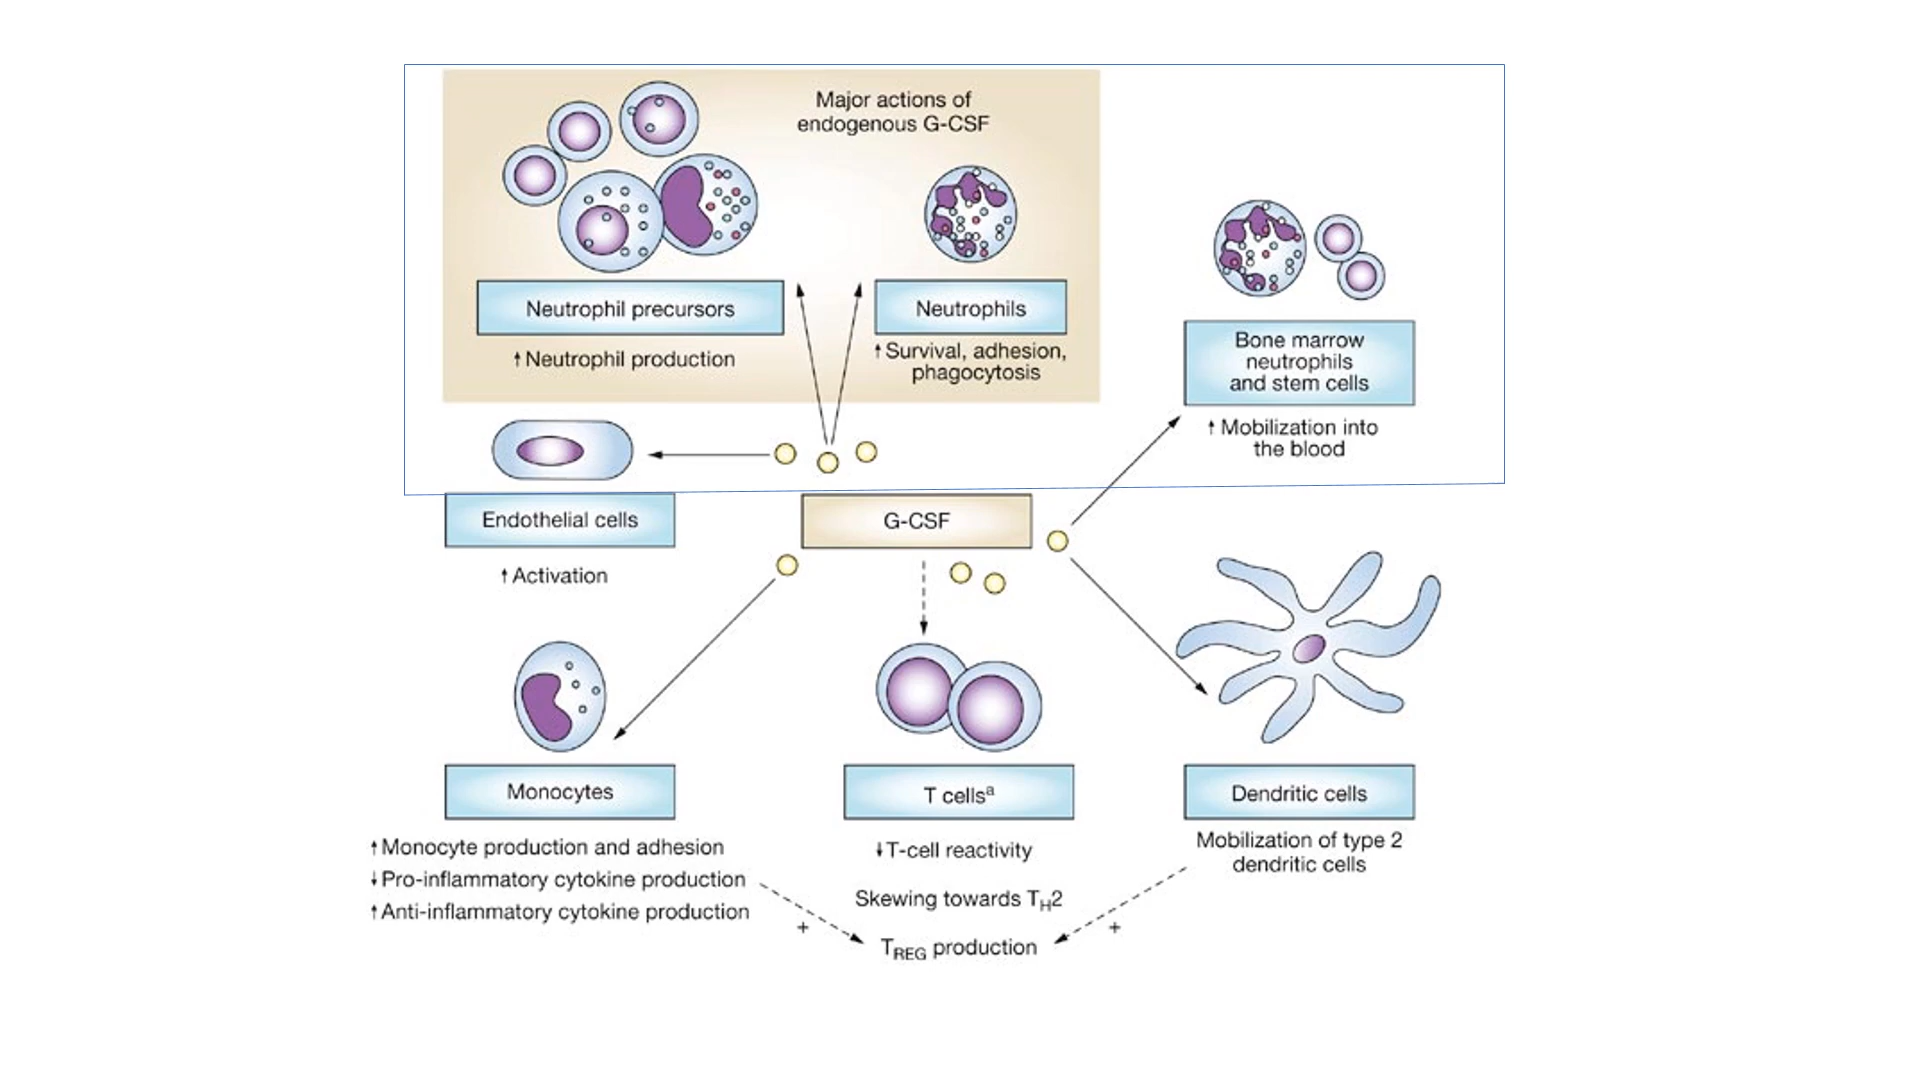 Major actions of
endogenous G-CSF
Neutrophil precursors
↑ Neutrophil production
Neutrophils
↑ Survival, adhesion,
phagocytosis
Bone marrow
neutrophils
and stem cells
↑ Mobilization into
the blood
Endothelial cells
↑ Activation
G-CSF
Monocytes
↑ Monocyte production and adhesion
↓ Pro-inflammatory cytokine production
↑ Anti-inflammatory cytokine production
+
T cellsᵃ
↓ T-cell reactivity
Skewing towards T_H2
T_REG production
Dendritic cells
Mobilization of type 2
dendritic cells
+